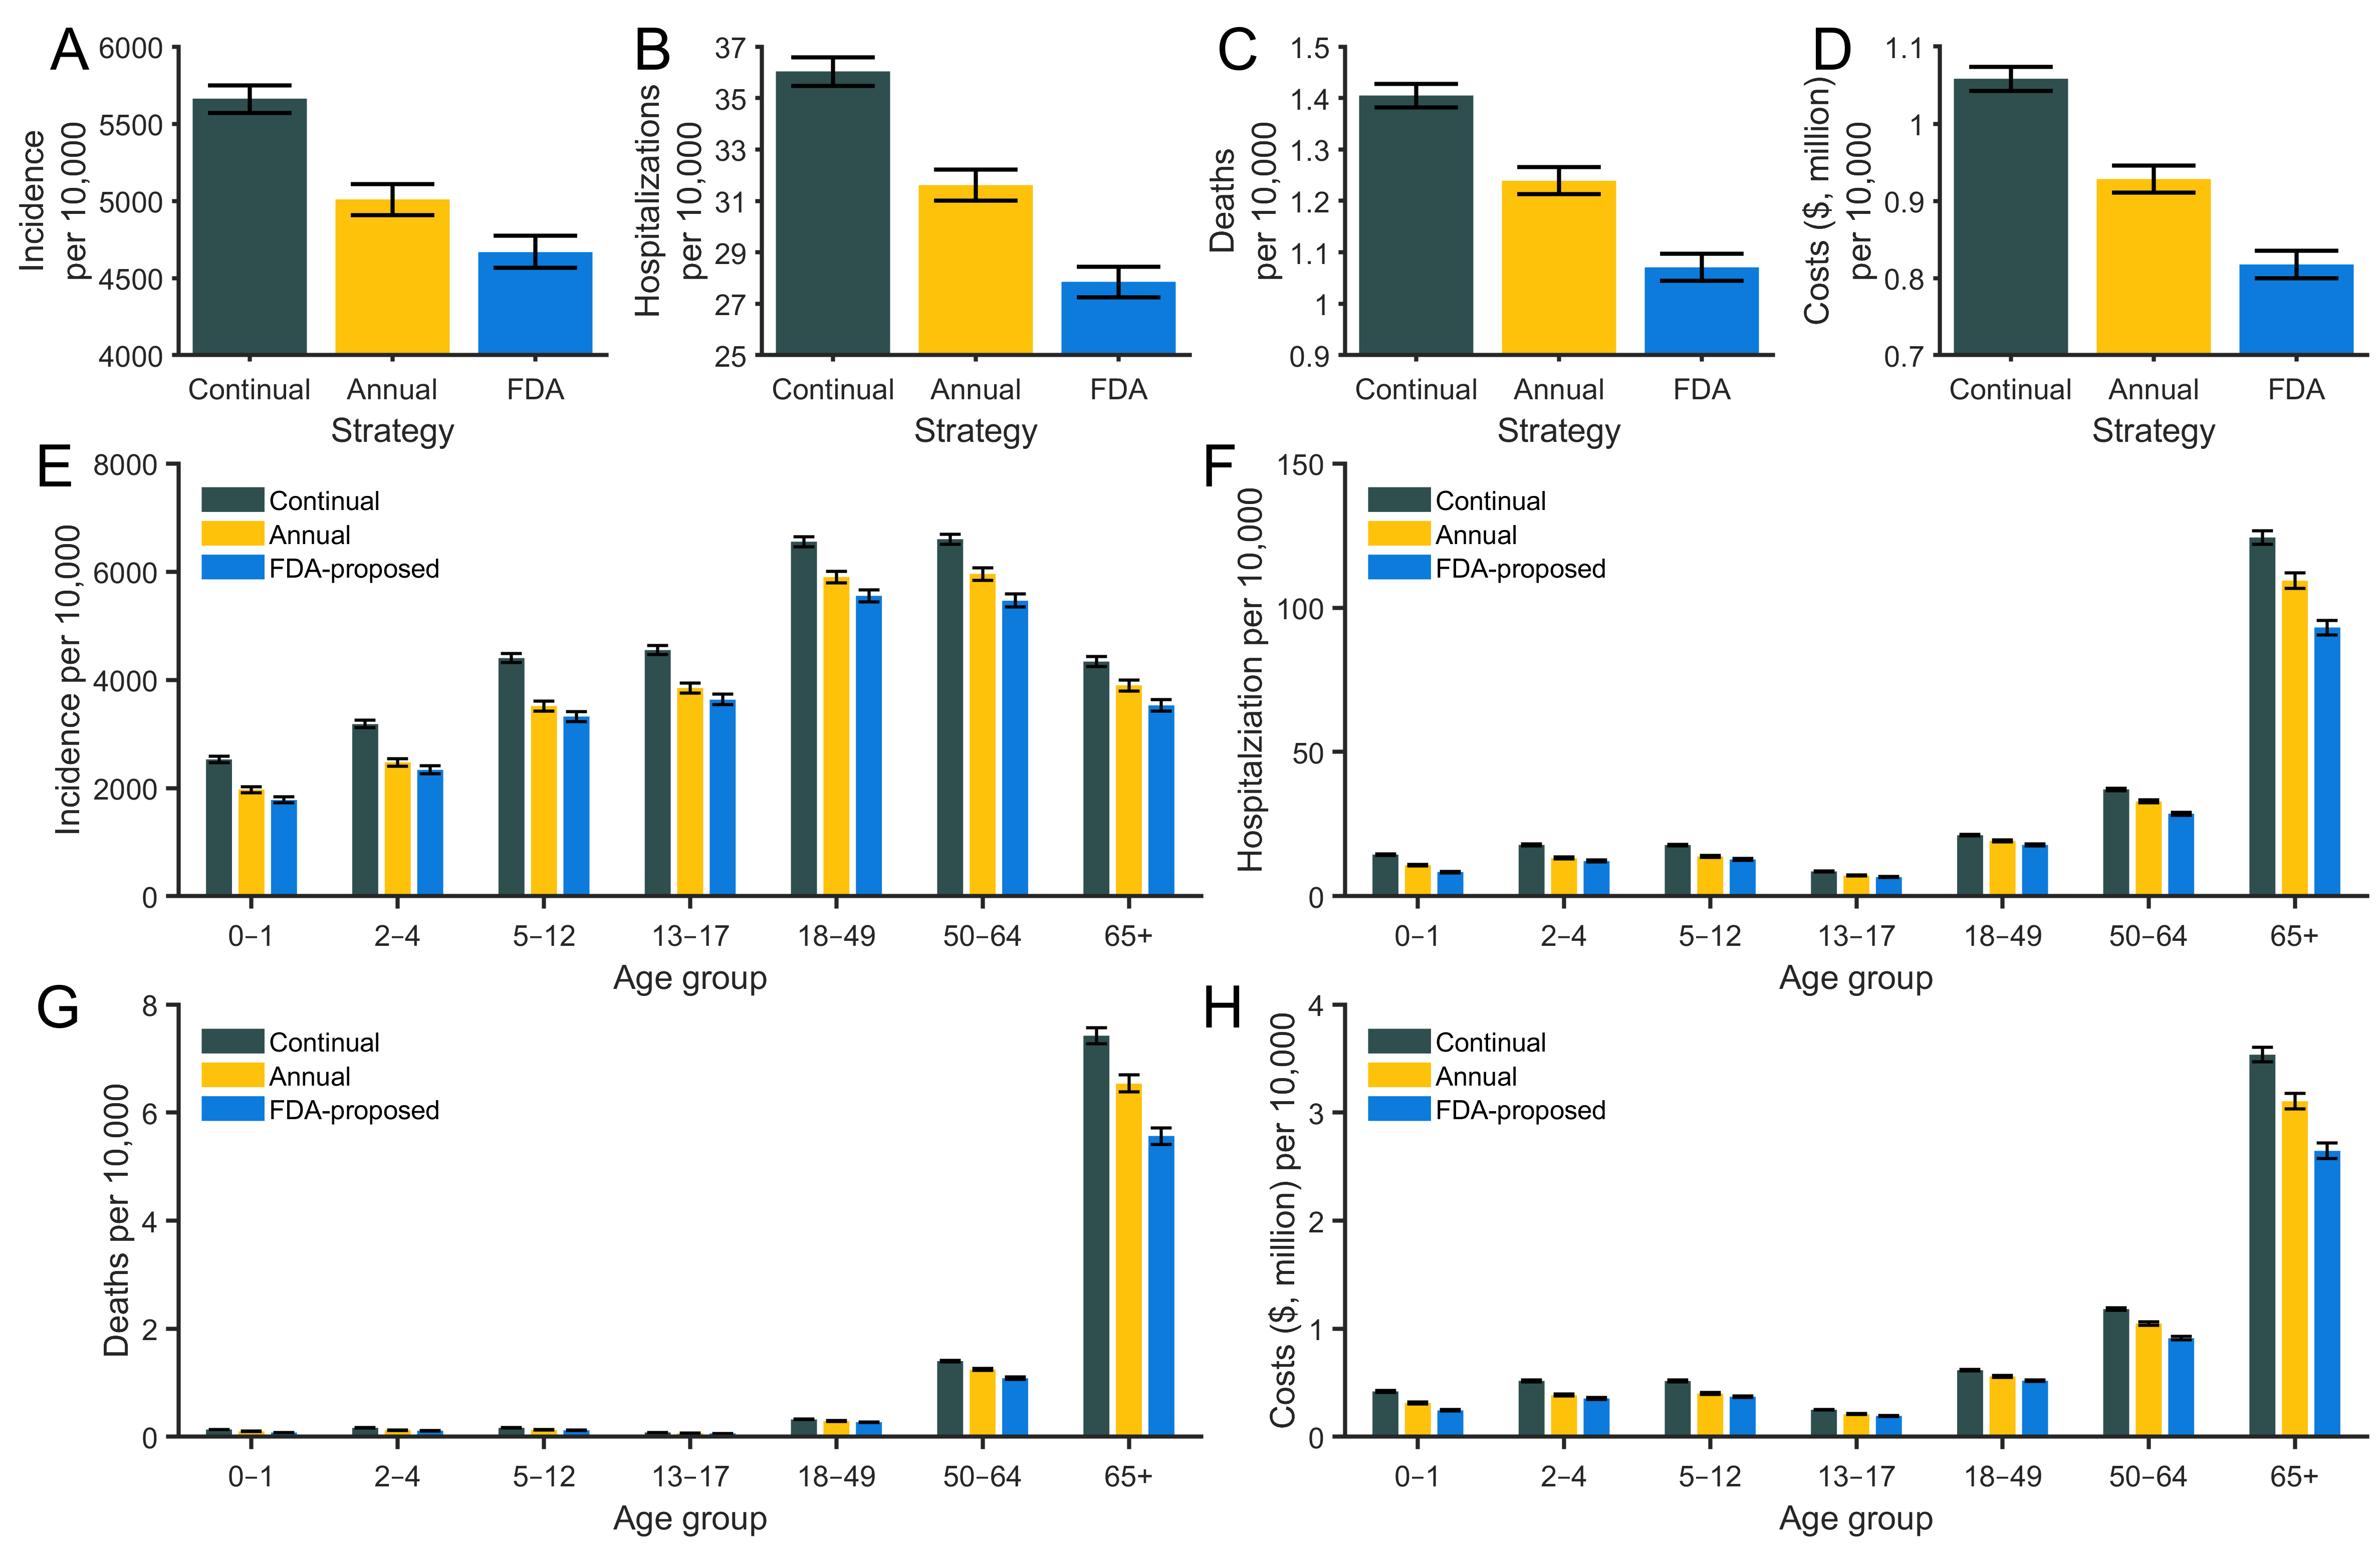 A
Incidence
per 10,000
6000
5500
5000
4500
4000
Continual
Annual
FDA
Strategy
B
Hospitalizations
per 10,000
37
35
33
31
29
27
25
Continual
Annual
FDA
Strategy
C
Deaths
per 10,000
1.5
1.4
1.3
1.2
1.1
1
0.9
Continual
Annual
FDA
Strategy
D
Costs ($, million)
per 10,000
1.1
1
0.9
0.8
0.7
Continual
Annual
FDA
Strategy
E
Incidence per 10,000
8000
6000
4000
2000
0
Continual
Annual
FDA-proposed
0–1
2–4
5–12
13–17
18–49
50–64
65+
Age group
F
Hospitalziation per 10,000
150
100
50
0
Continual
Annual
FDA-proposed
0–1
2–4
5–12
13–17
18–49
50–64
65+
Age group
G
Deaths per 10,000
8
6
4
2
0
Continual
Annual
FDA-proposed
0–1
2–4
5–12
13–17
18–49
50–64
65+
Age group
H
Costs ($, million) per 10,000
4
3
2
1
0
Continual
Annual
FDA-proposed
0–1
2–4
5–12
13–17
18–49
50–64
65+
Age group